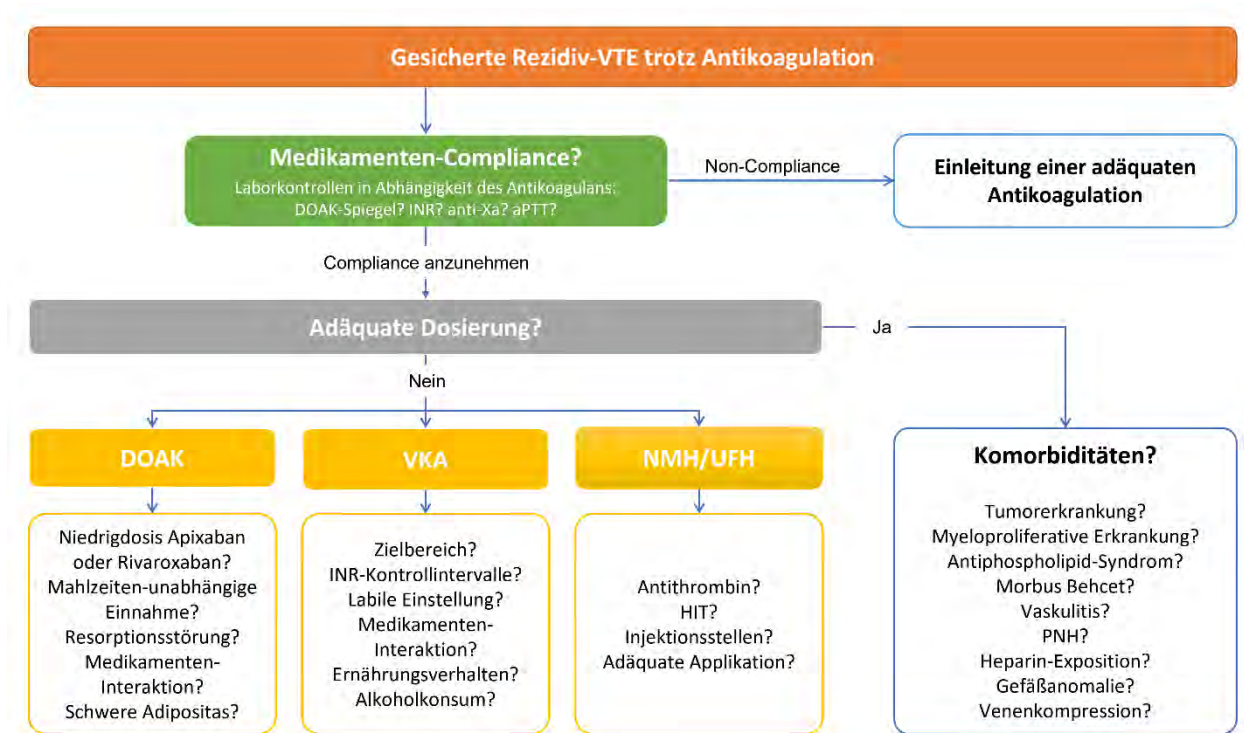 Gesicherte Rezidiv-VTE trotz Antikoagulation
Medikamenten-Compliance?
Laborkontrollen in Abhängigkeit des Antikoagulans:
DOAK-Spiegel? INR? anti-Xa? aPTT?
Non-Compliance
Einleitung einer adäquaten
Antikoagulation
Compliance anzunehmen
Adäquate Dosierung?
Ja
Nein
DOAK
VKA
NMH/UFH
Niedrigdosis Apixaban
oder Rivaroxaban?
Mahlzeiten-unabhängige
Einnahme?
Resorptionsstörung?
Medikamenten-
Interaktion?
Schwere Adipositas?
Zielbereich?
INR-Kontrollintervalle?
Labile Einstellung?
Medikamenten-
Interaktion?
Ernährungsverhalten?
Alkoholkonsum?
Antithrombin?
HIT?
Injektionsstellen?
Adäquate Applikation?
Komorbiditäten?
Tumorerkrankung?
Myeloproliferative Erkrankung?
Antiphospholipid-Syndrom?
Morbus Behcet?
Vaskulitis?
PNH?
Heparin-Exposition?
Gefäßanomalie?
Venenkompression?